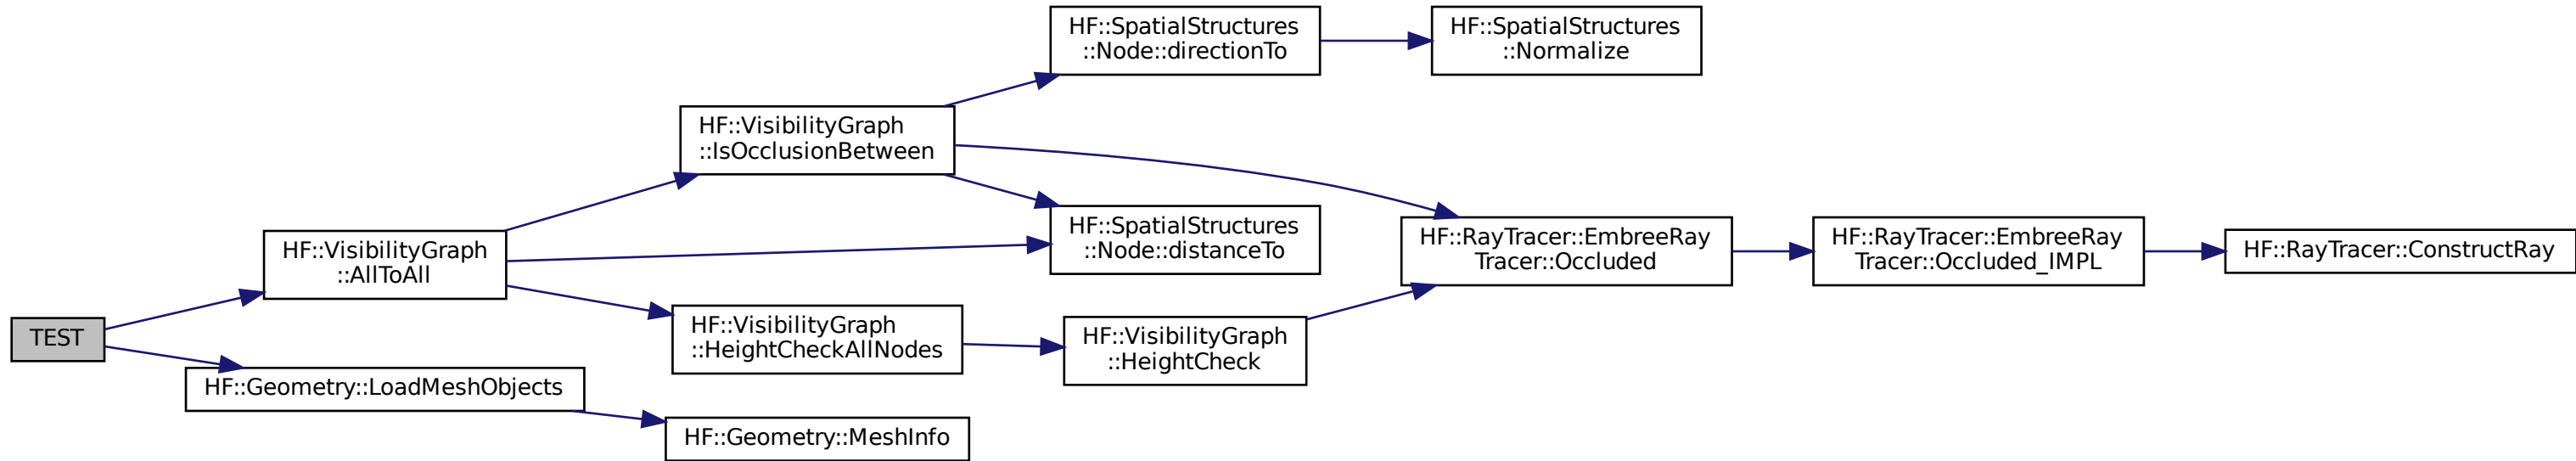 TEST
HF::VisibilityGraph
::AllToAll
HF::Geometry::LoadMeshObjects
HF::VisibilityGraph
::IsOcclusionBetween
HF::VisibilityGraph
::HeightCheckAllNodes
HF::Geometry::MeshInfo
HF::SpatialStructures
::Node::directionTo
HF::SpatialStructures
::Node::distanceTo
HF::VisibilityGraph
::HeightCheck
HF::SpatialStructures
::Normalize
HF::RayTracer::EmbreeRay
Tracer::Occluded
HF::RayTracer::EmbreeRay
Tracer::Occluded_IMPL
HF::RayTracer::ConstructRay